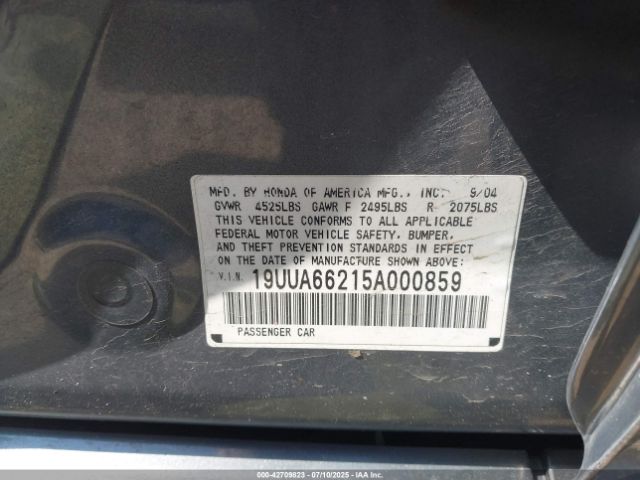 MFD. BY HONDA OF AMERICA MFG., INC. 9/04
GVWR 4525LBS GAWR F 2495LBS R 2075LBS
THIS VEHICLE CONFORMS TO ALL APPLICABLE
FEDERAL MOTOR VEHICLE SAFETY, BUMPER,
AND THEFT PREVENTION STANDARDS IN EFFECT
ON THE DATE OF MANUFACTURE SHOWN ABOVE:
V.I.N. 19UUA66215A000859
PASSENGER CAR
000-42709823 07/10/2025 IAAI.COM